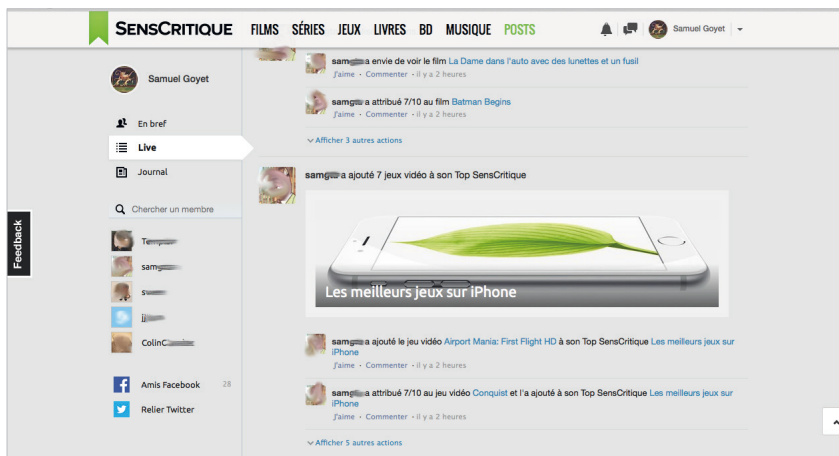 SENSCRITIQUE FILMS SÉRIES JEUX LIVRES BD MUSIQUE POSTS Samuel Goyet
Samuel Goyet
En bref
Live
Journal
Chercher un membre
ColinC
Amis Facebook 28
Relier Twitter
Feedback
a envie de voir le film La Dame dans l'auto avec des lunettes et un fusil
J'aime • Commenter • il y a 2 heures
a attribué 7/10 au film Batman Begins
J'aime • Commenter • il y a 2 heures
Afficher 3 autres actions
a ajouté 7 jeux vidéo à son Top SensCritique
Les meilleurs jeux sur iPhone
a ajouté le jeu vidéo Airport Mania: First Flight HD à son Top SensCritique Les meilleurs jeux sur
iPhone
J'aime • Commenter • il y a 2 heures
a attribué 7/10 au jeu vidéo Conquist et l'a ajouté à son Top SensCritique Les meilleurs jeux sur
iPhone
J'aime • Commenter • il y a 2 heures
Afficher 5 autres actions